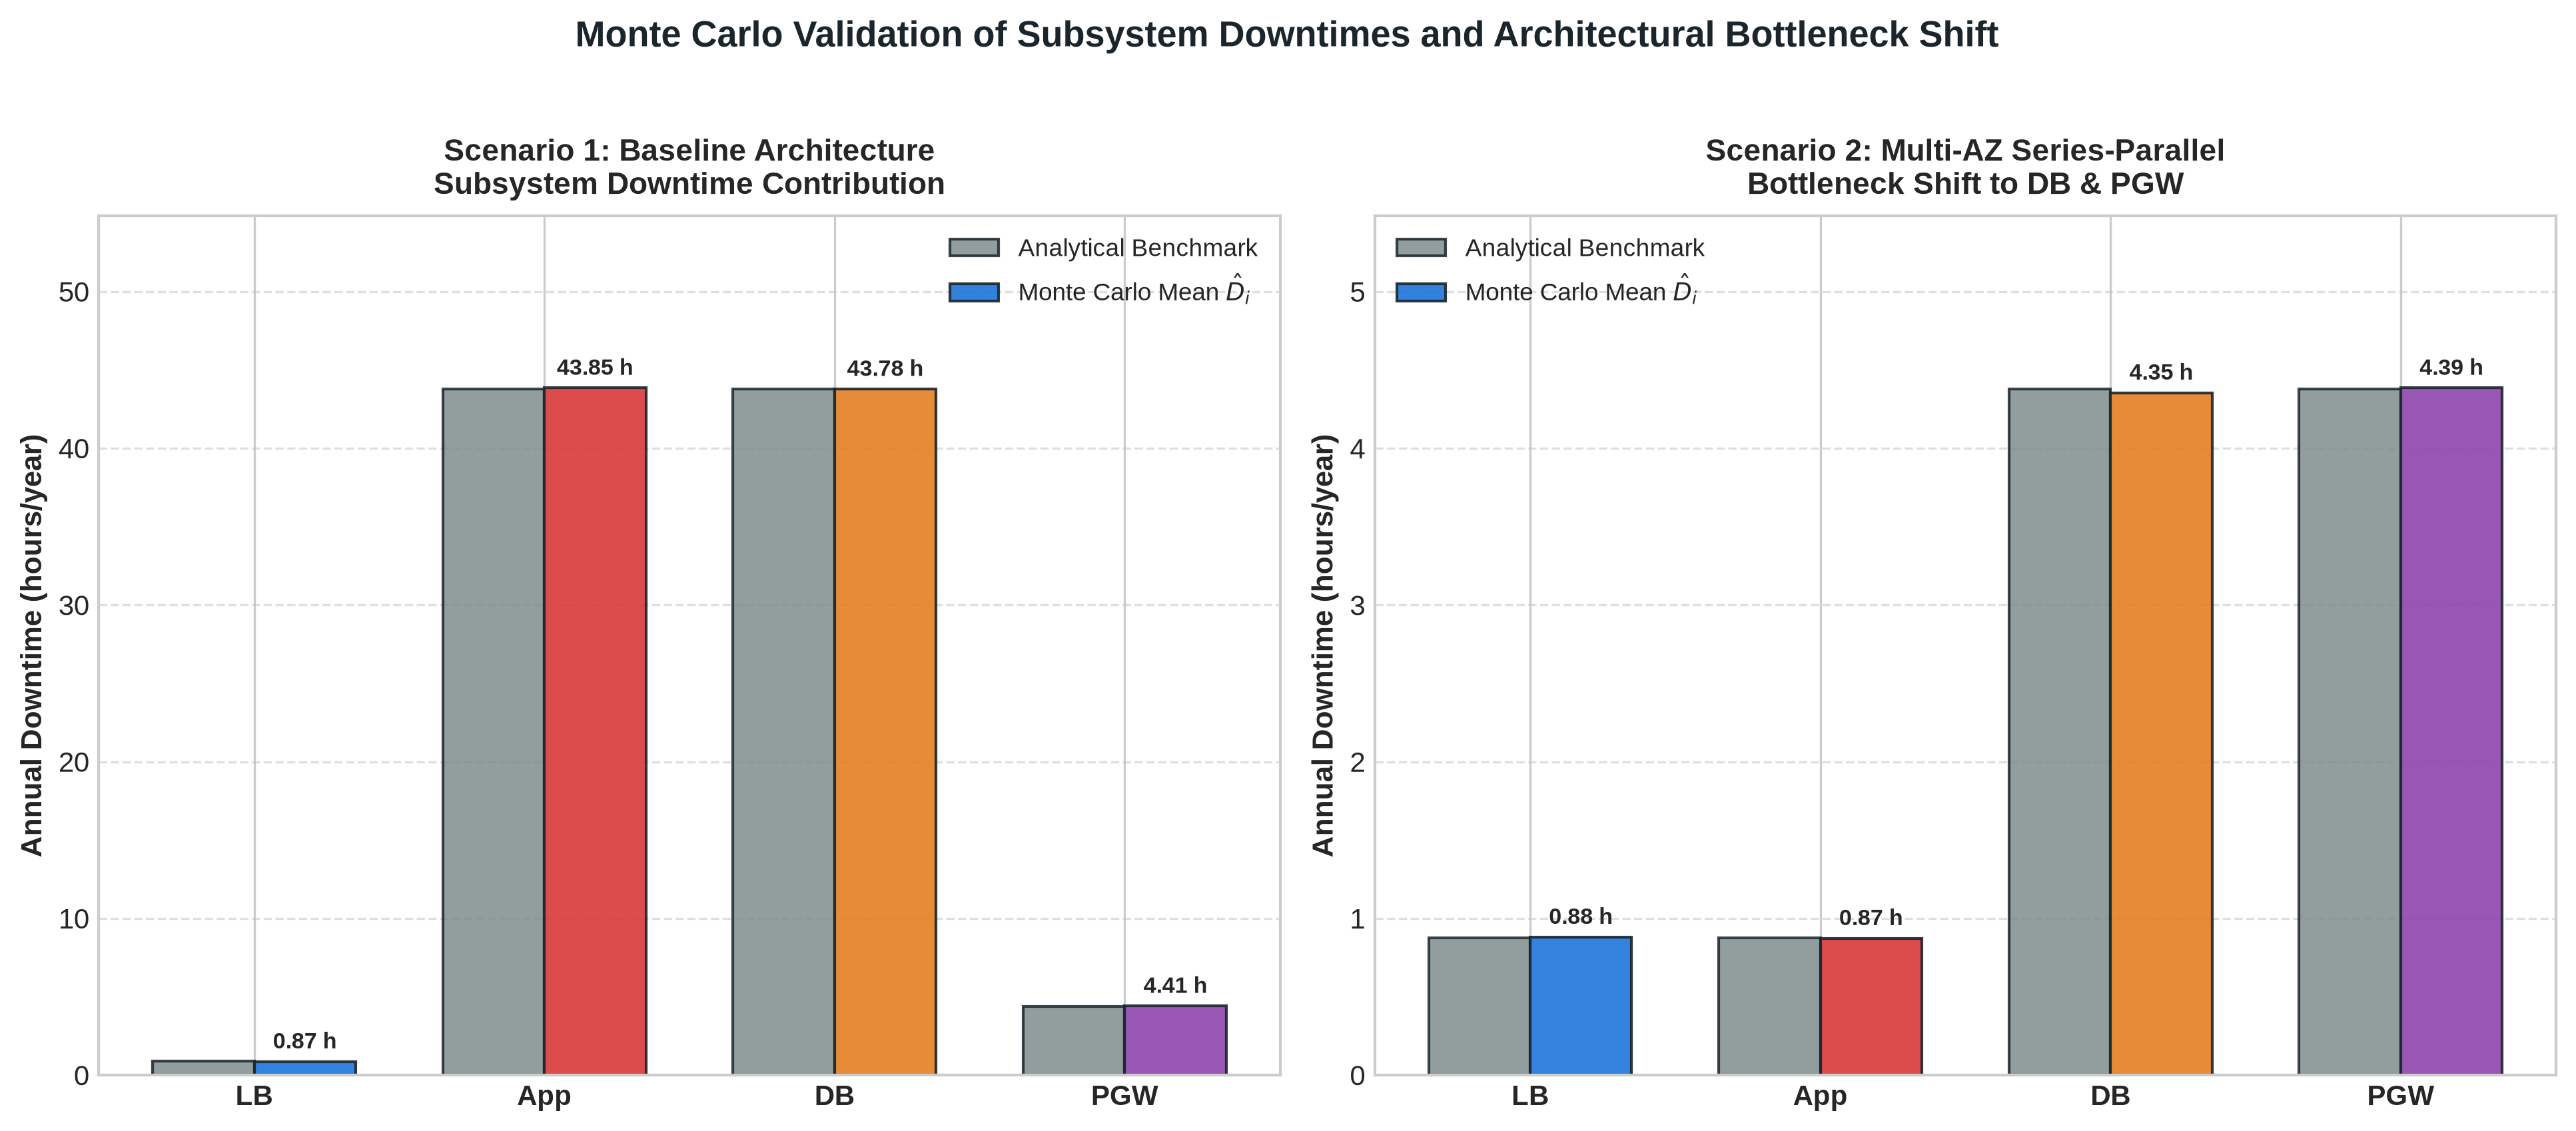 Monte Carlo Validation of Subsystem Downtimes and Architectural Bottleneck Shift
Scenario 1: Baseline Architecture
Subsystem Downtime Contribution
Annual Downtime (hours/year)
50
40
30
20
10
0
Analytical Benchmark
Monte Carlo Mean D̂ᵢ
0.87 h
43.85 h
43.78 h
4.41 h
LB
App
DB
PGW
Scenario 2: Multi-AZ Series-Parallel
Bottleneck Shift to DB & PGW
Annual Downtime (hours/year)
5
4
3
2
1
0
Analytical Benchmark
Monte Carlo Mean D̂ᵢ
0.88 h
0.87 h
4.35 h
4.39 h
LB
App
DB
PGW